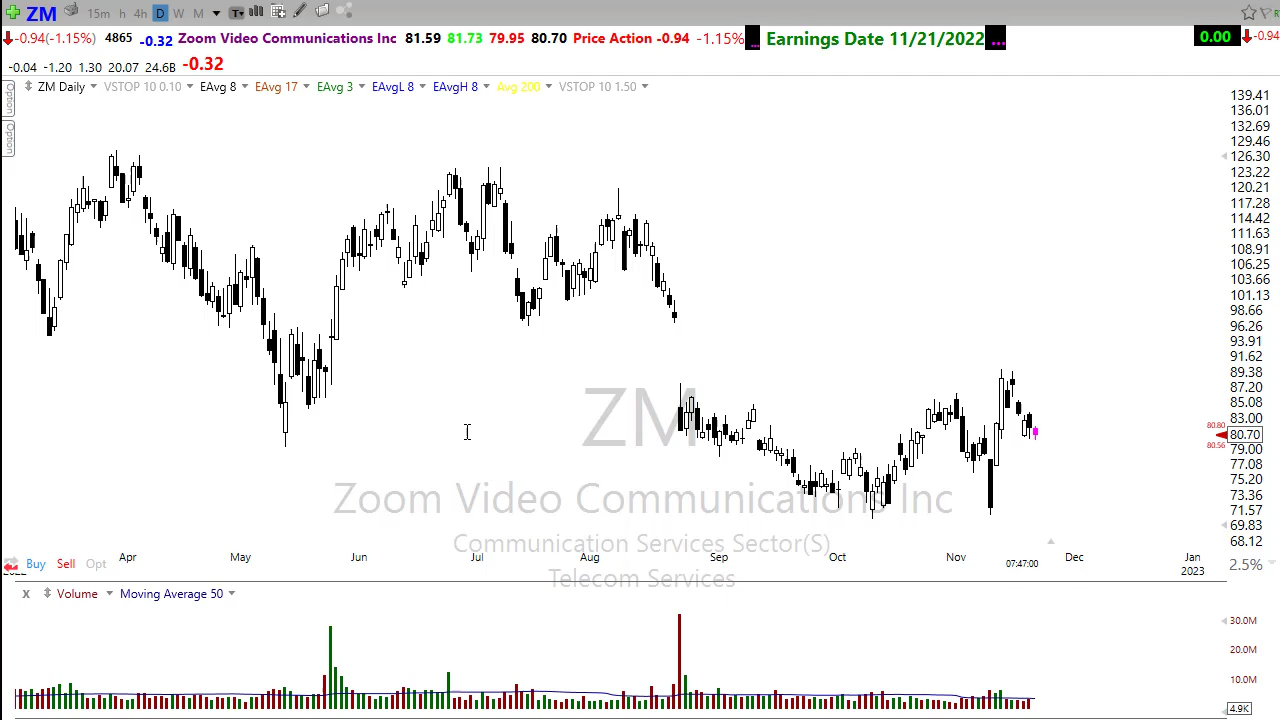 ZM 15m h 4h D W M T
-0.94(-1.15%) 4865 -0.32 Zoom Video Communications Inc 81.59 81.73 79.95 80.70 Price Action -0.94 -1.15% ... Earnings Date 11/21/2022 ... 0.00 -0.94
-0.04 -1.20 1.30 20.07 24.6B -0.32
Option
Option
ZM Daily VSTOP 10 0.10 EAvg 8 EAvg 17 EAvg 3 EAvgL 8 EAvgH 8 Avg 200 VSTOP 10 1.50
139.41
136.01
132.69
129.46
126.30
123.22
120.21
117.28
114.42
111.63
108.91
106.25
103.66
101.13
98.66
96.26
93.91
91.62
89.38
87.20
85.08
83.00
80.80
80.70
80.56
79.00
77.08
75.20
73.36
71.57
69.83
68.12
ZM
Zoom Video Communications Inc
Communication Services Sector(S)
Telecom Services
Apr May Jun Jul Aug Sep Oct Nov Dec Jan
07:47:00 2023
Buy Sell Opt 2.5%
x Volume Moving Average 50
30.0M
20.0M
10.0M
4.9K